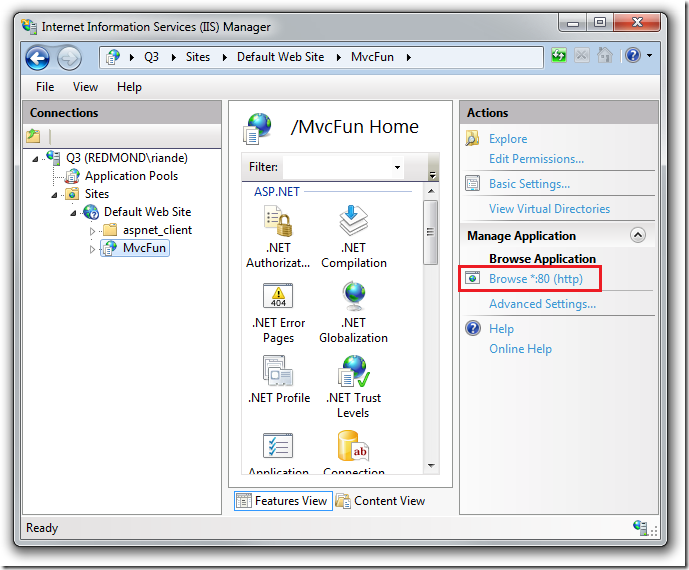 Internet Information Services (IIS) Manager
Q3 Sites Default Web Site MvcFun
File View Help
Connections
Q3 (REDMOND\riande)
Application Pools
Sites
Default Web Site
aspnet_client
MvcFun
/MvcFun Home
Filter:
ASP.NET
.NET Authorizat...
.NET Compilation
404
.NET Error Pages
.NET Globalization
.NET Profile
.NET Trust Levels
ab
Application
Connection
Features View
Content View
Actions
Explore
Edit Permissions...
Basic Settings...
View Virtual Directories
Manage Application
Browse Application
Browse *:80 (http)
Advanced Settings...
Help
Online Help
Ready